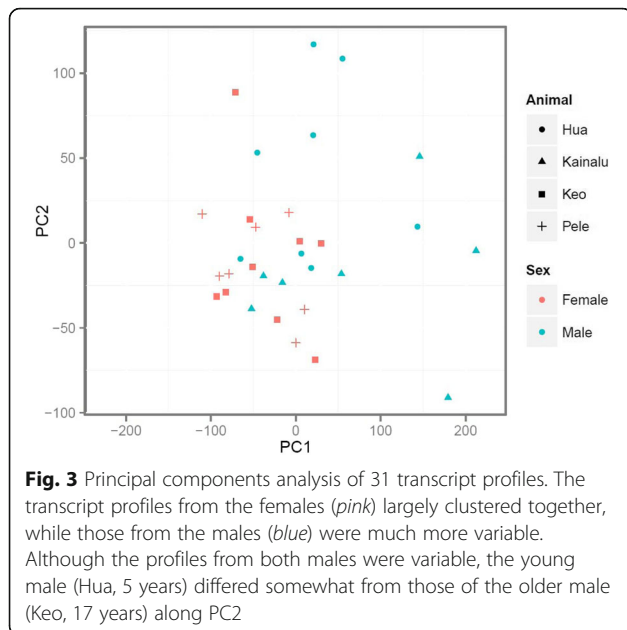 100
50
0
−50
−100
PC2
−200
−100
0
100
200
PC1
Animal
Hua
Kainalu
Keo
Pele
Sex
Female
Male
Fig. 3 Principal components analysis of 31 transcript profiles. The
transcript profiles from the females (pink) largely clustered together,
while those from the males (blue) were much more variable.
Although the profiles from both males were variable, the young
male (Hua, 5 years) differed somewhat from those of the older male
(Keo, 17 years) along PC2